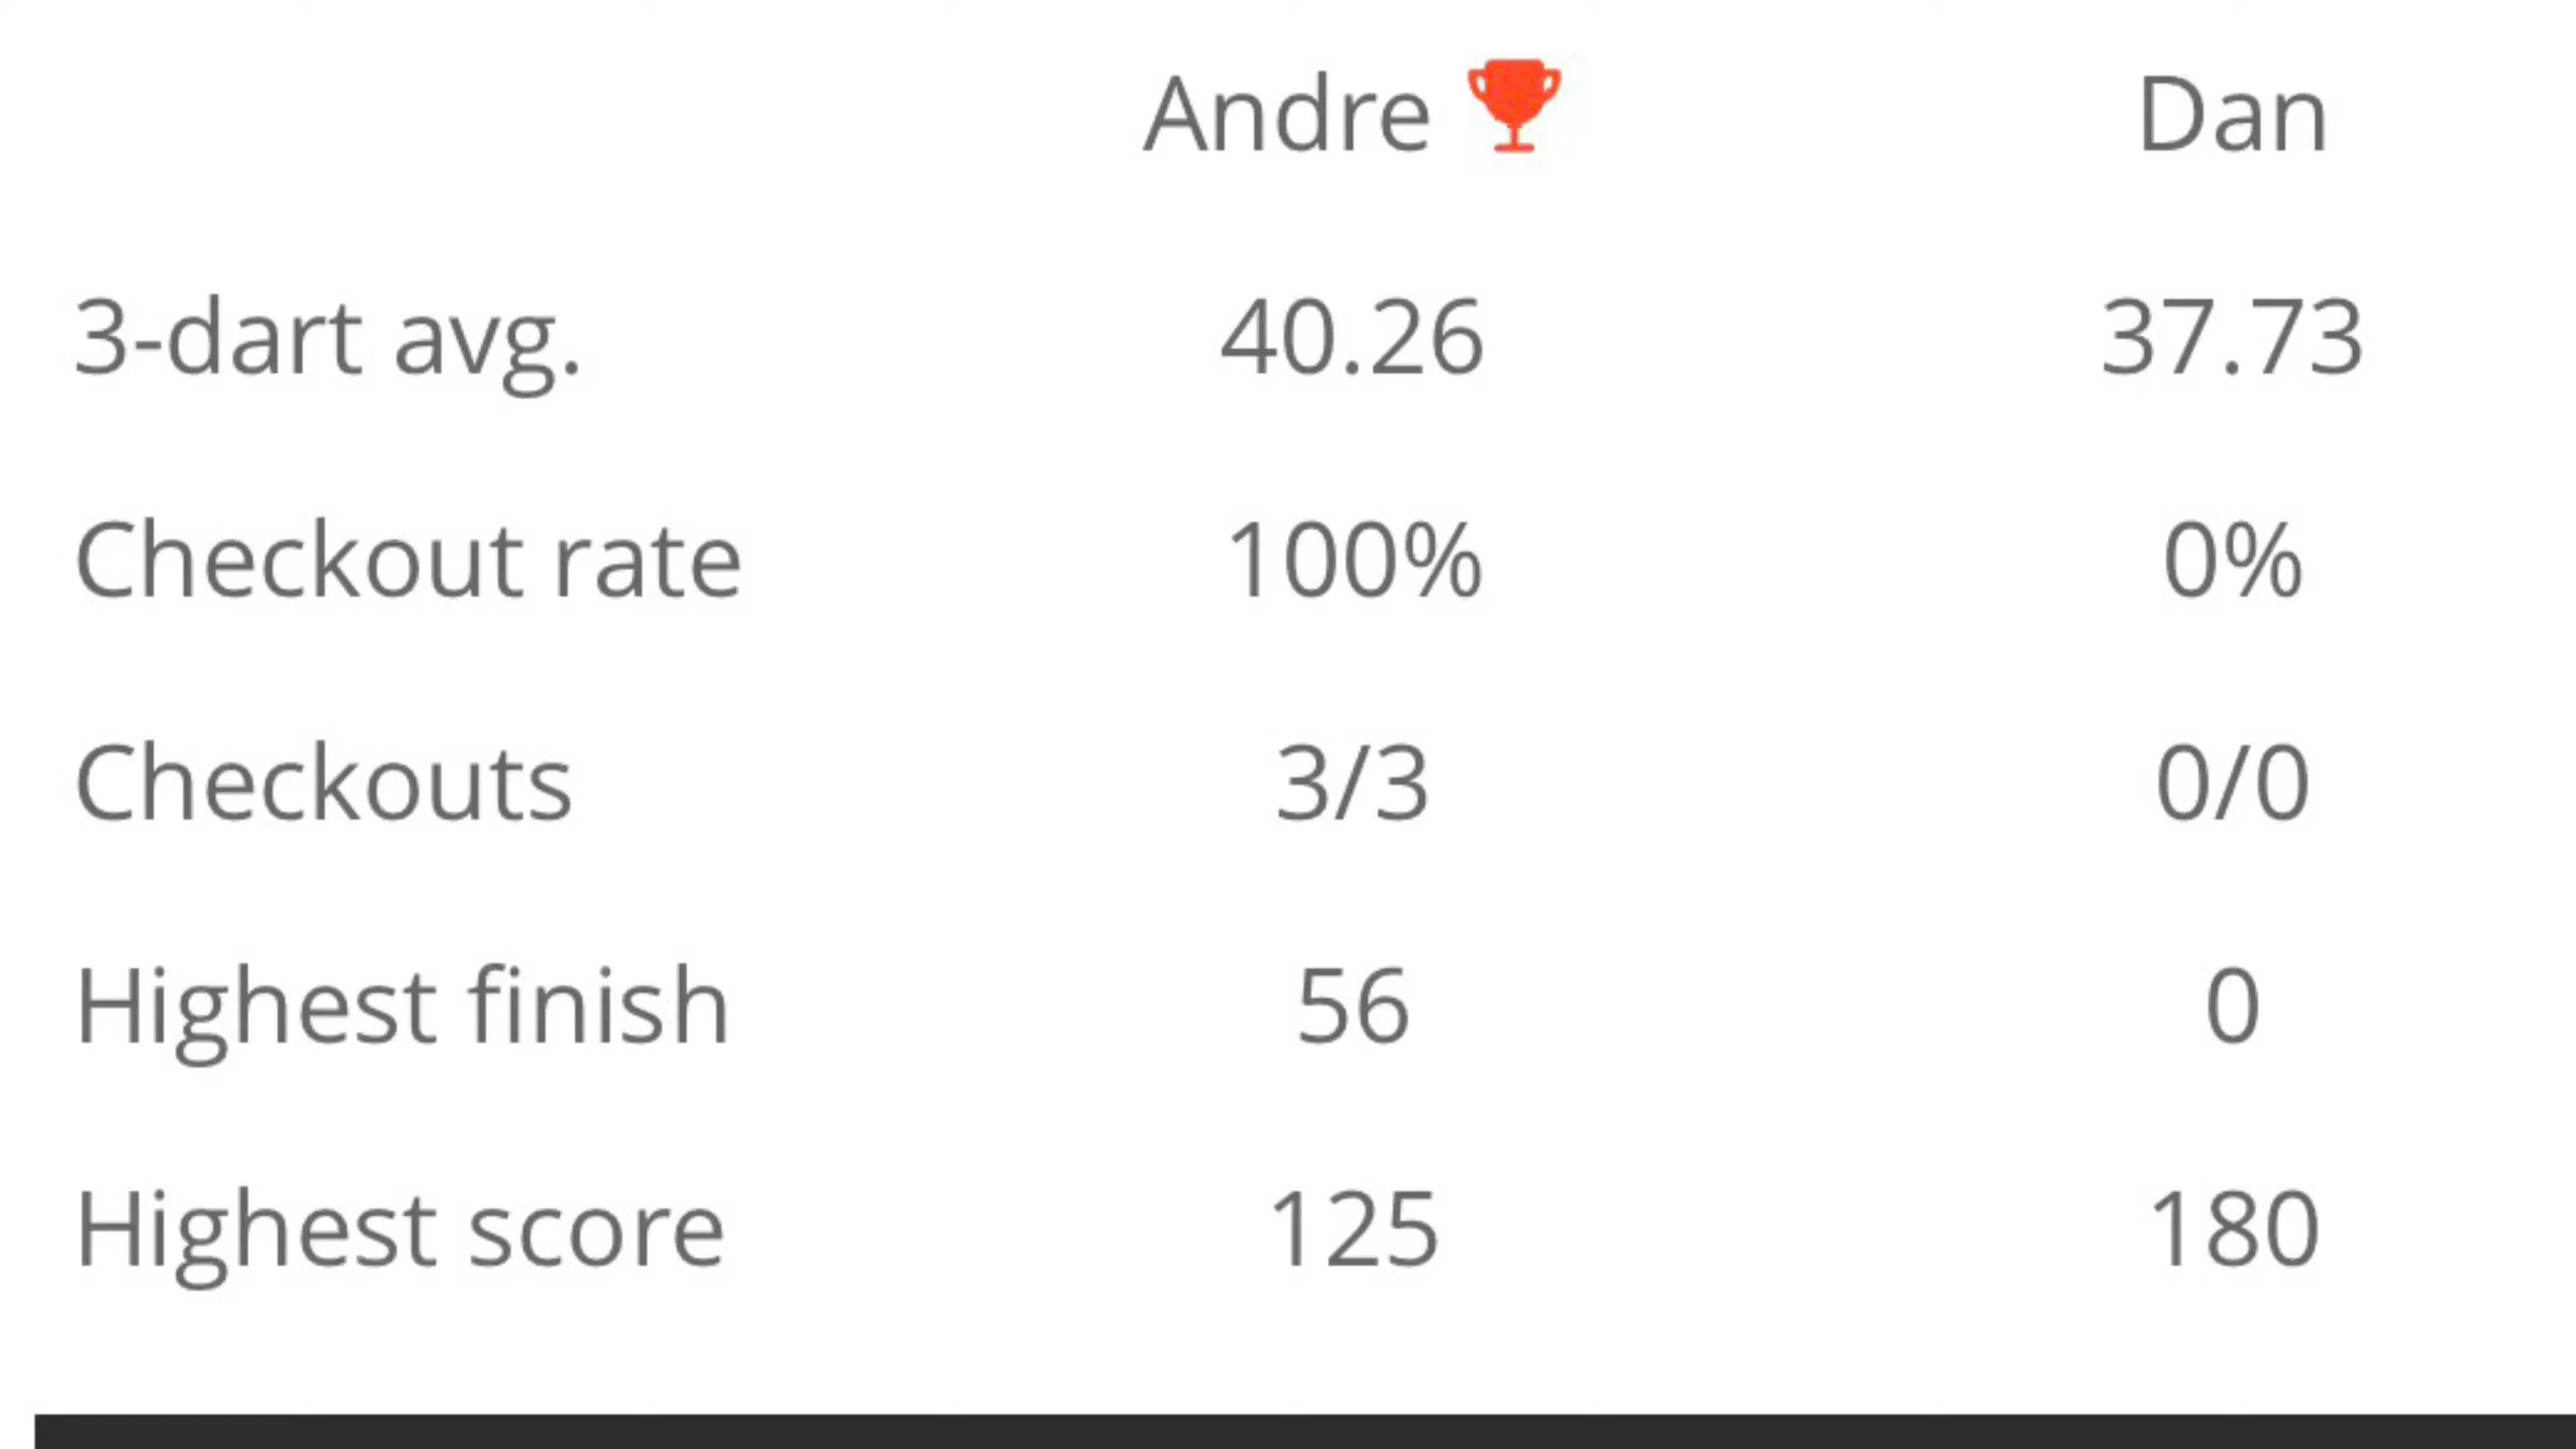 Andre Dan
3-dart avg. 40.26 37.73
Checkout rate 100% 0%
Checkouts 3/3 0/0
Highest finish 56 0
Highest score 125 180